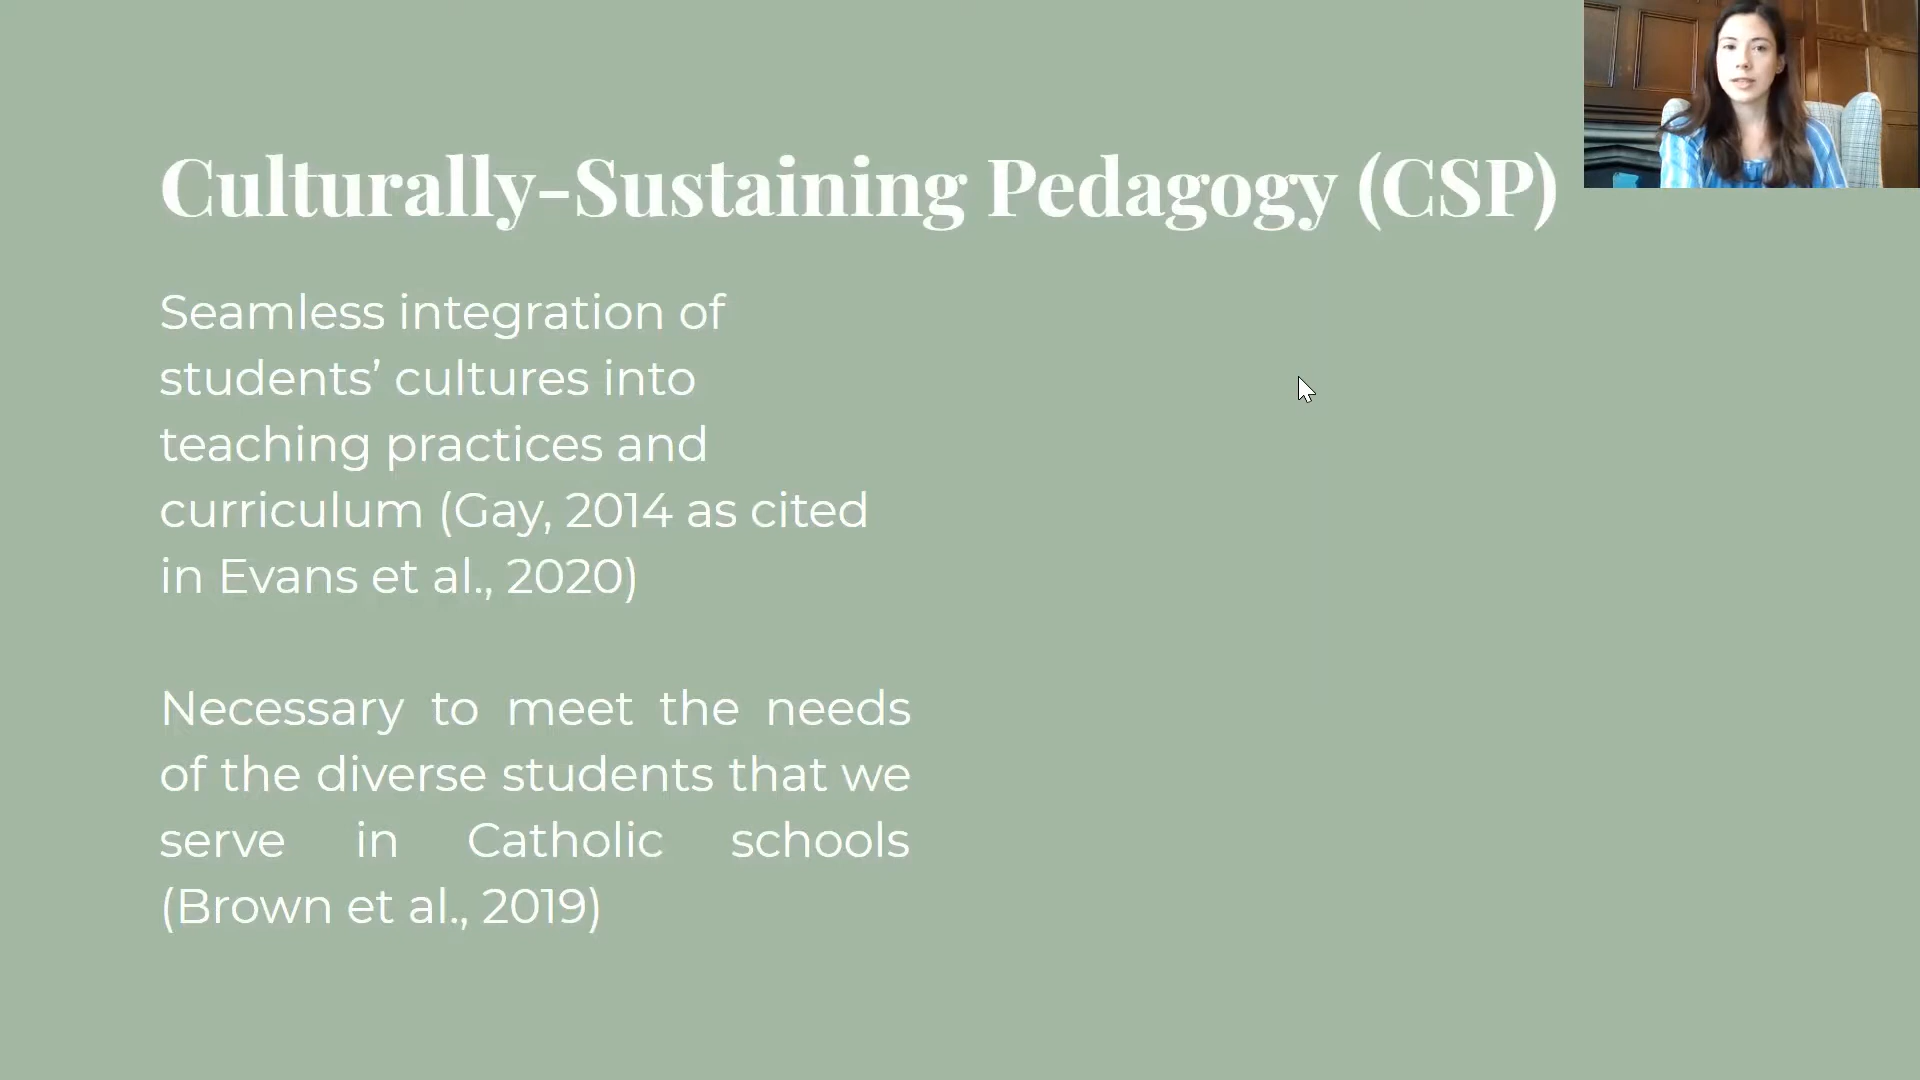 Culturally-Sustaining Pedagogy (CSP)
Seamless integration of
students’ cultures into
teaching practices and
curriculum (Gay, 2014 as cited
in Evans et al., 2020)
Necessary to meet the needs
of the diverse students that we
serve in Catholic schools
(Brown et al., 2019)